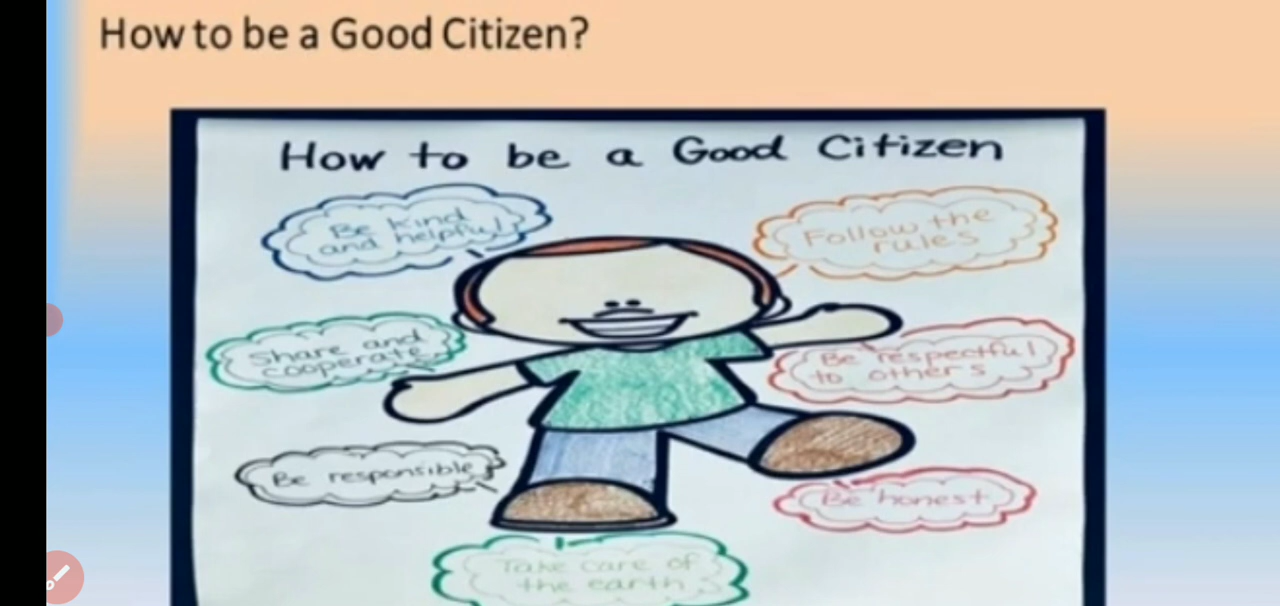 How to be a Good Citizen?
How to be a Good Citizen
Be kind
and helpful
Follow the
rules
Share and
cooperate
Be respectful
to others
Be responsible
Be honest
Take care of
the earth